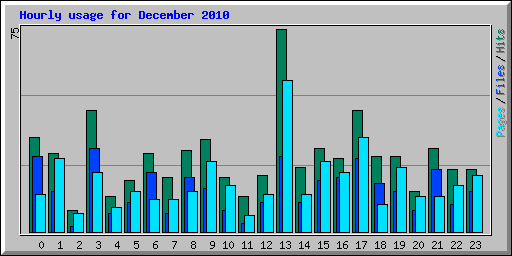 Hourly usage for December 2010
75
Pages / Files / Hits
0 1 2 3 4 5 6 7 8 9 10 11 12 13 14 15 16 17 18 19 20 21 22 23